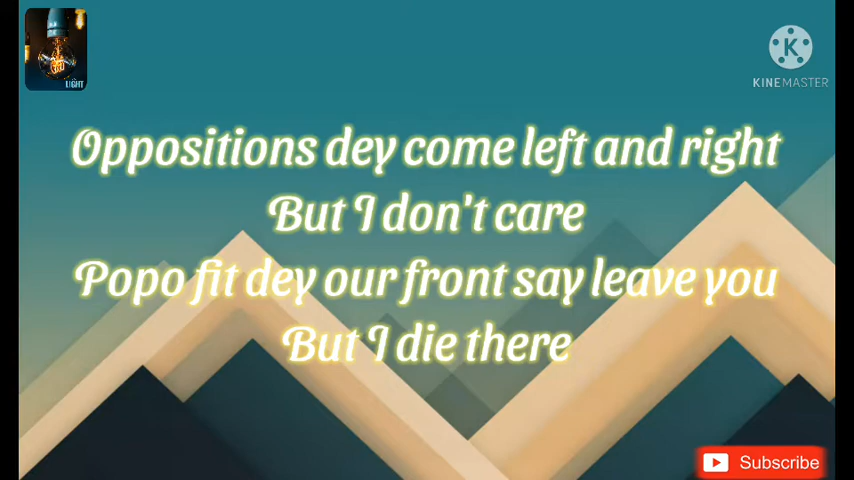 LIGHT
KINEMASTER
Oppositions dey come left and right
But I don't care
Popo fit dey our front say leave you
But I die there
Subscribe